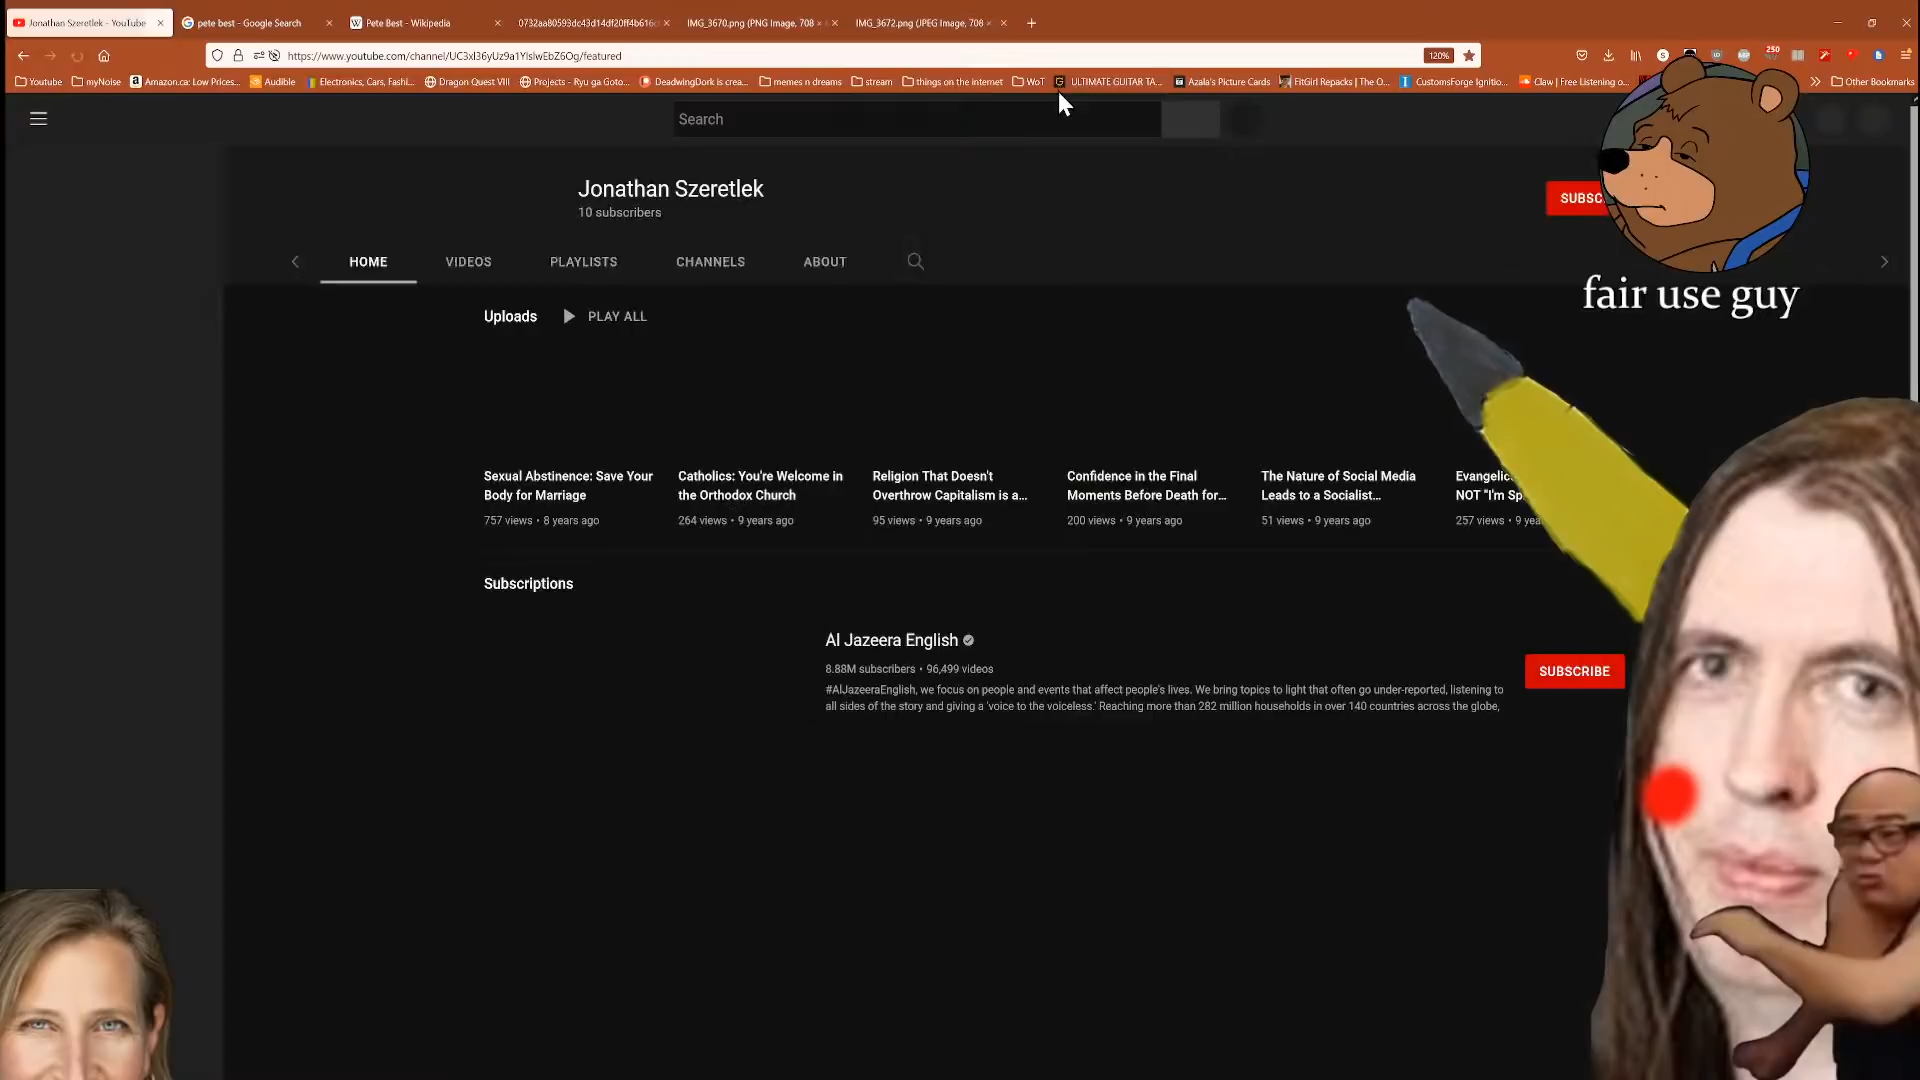 Jonathan Szeretlek - YouTube
pete best - Google Search
Pete Best - Wikipedia
0732aa80593dc43d14df20ff4b616c
IMG_3670.png (PNG Image, 708 ×
IMG_3672.png (JPEG Image, 708 ×
https://www.youtube.com/channel/UC3xl36yUz9a1YlslwEbZ6Og/featured
120%
250
Youtube
myNoise
Amazon.ca: Low Prices...
Audible
Electronics, Cars, Fashi...
Dragon Quest VIII
Projects - Ryu ga Goto...
DeadwingDork is crea...
memes n dreams
stream
things on the internet
WoT
ULTIMATE GUITAR TA...
Azala's Picture Cards
FitGirl Repacks | The O...
CustomsForge Ignitio...
Claw | Free Listening o...
Other Bookmarks
Search
Jonathan Szeretlek
10 subscribers
SUBSC
fair use guy
HOME
VIDEOS
PLAYLISTS
CHANNELS
ABOUT
Uploads
PLAY ALL
Sexual Abstinence: Save Your
Body for Marriage
757 views • 8 years ago
Catholics: You're Welcome in
the Orthodox Church
264 views • 9 years ago
Religion That Doesn't
Overthrow Capitalism is a...
95 views • 9 years ago
Confidence in the Final
Moments Before Death for...
200 views • 9 years ago
The Nature of Social Media
Leads to a Socialist...
51 views • 9 years ago
Evangelic
NOT "I'm Sp
257 views • 9 yea
Subscriptions
Al Jazeera English
8.88M subscribers • 96,499 videos
#AlJazeeraEnglish, we focus on people and events that affect people's lives. We bring topics to light that often go under-reported, listening to
all sides of the story and giving a 'voice to the voiceless.' Reaching more than 282 million households in over 140 countries across the globe,
SUBSCRIBE